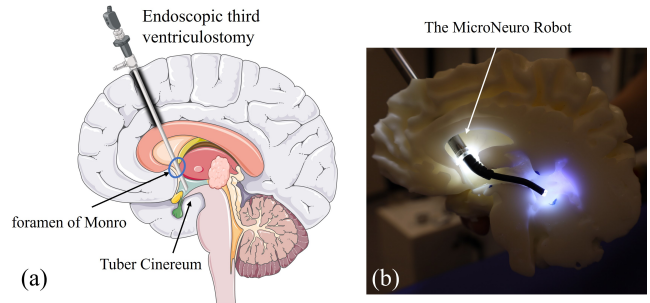 Endoscopic third
ventriculostomy
foramen of Monro
Tuber Cinereum
(a)
The MicroNeuro Robot
(b)